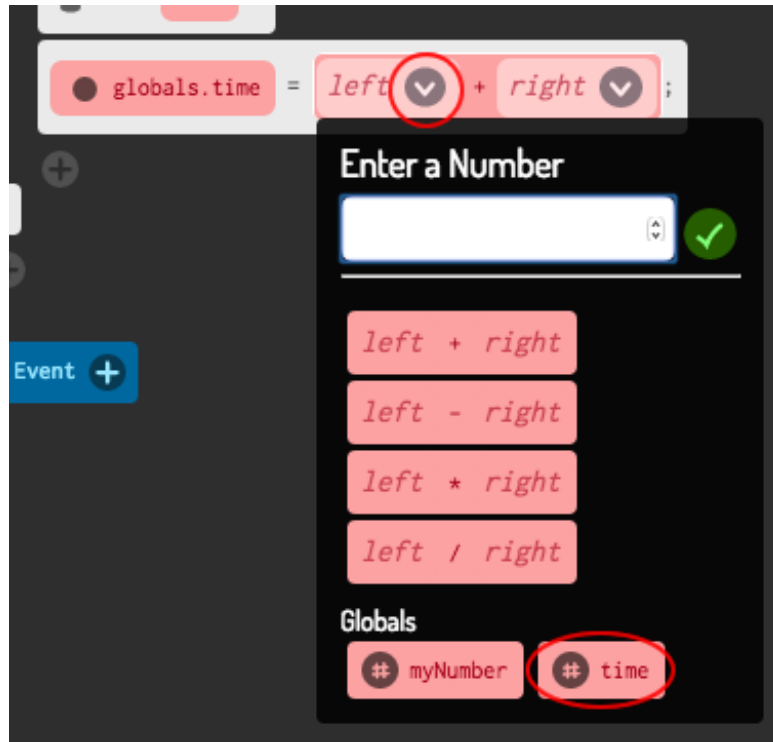 globals.time = left + right ;
Enter a Number
left + right
Event +
left - right
left * right
left / right
Globals
# myNumber # time